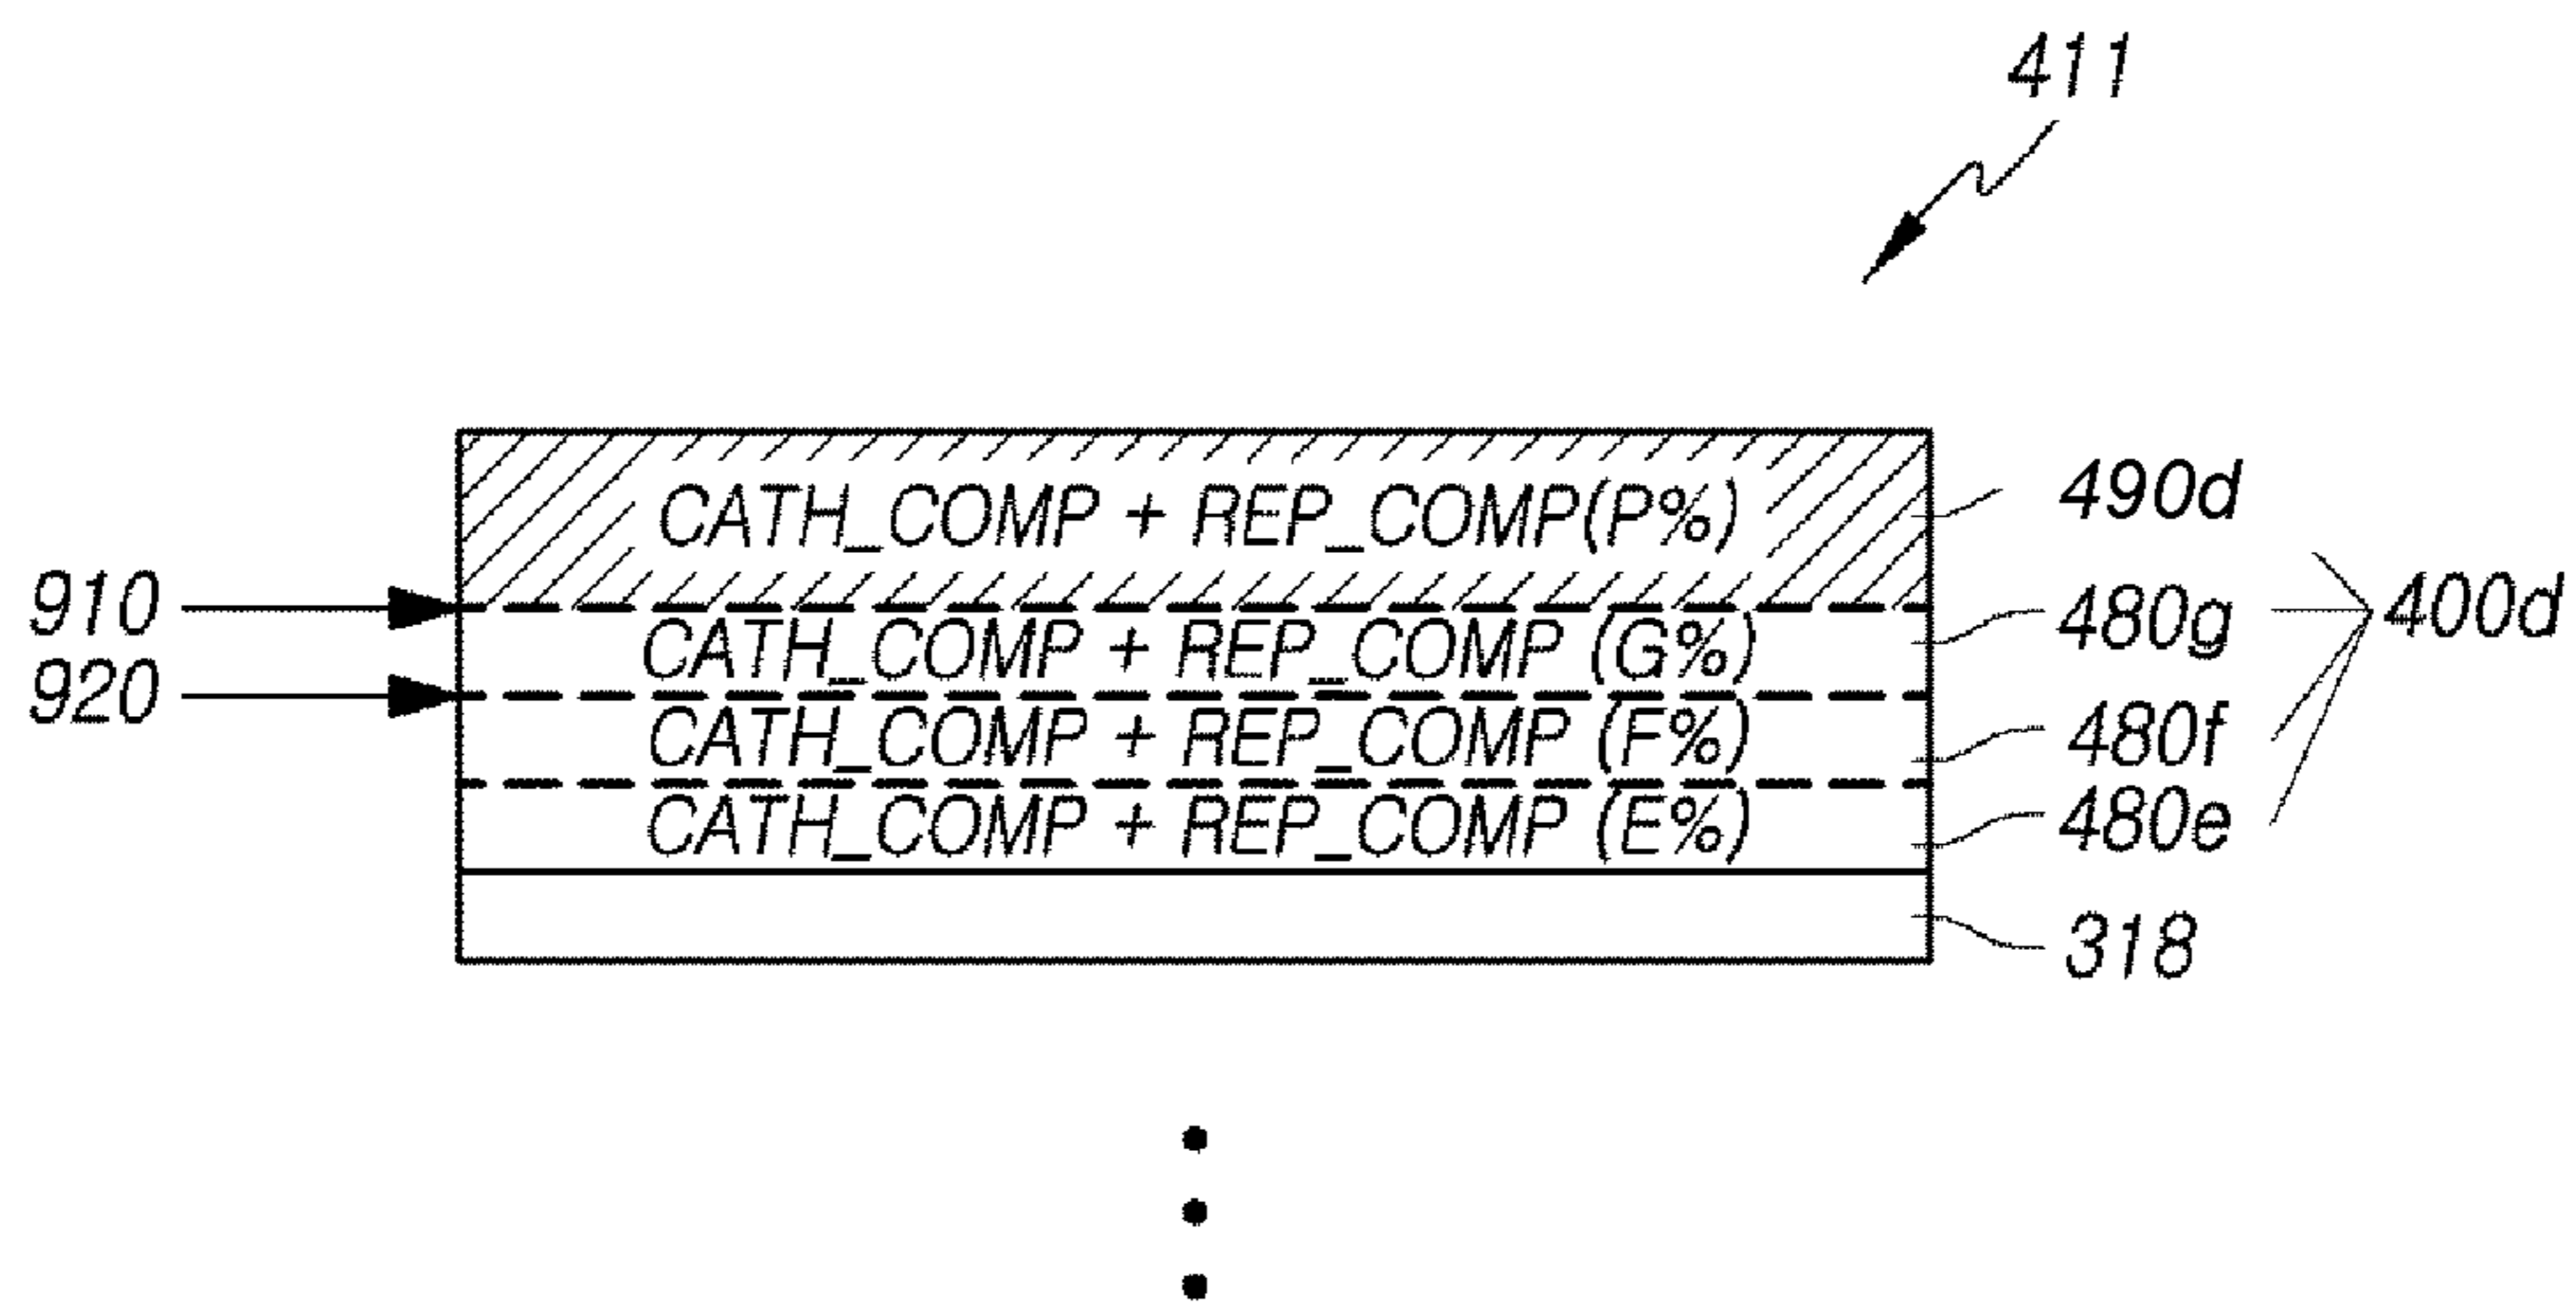 411
CATH_COMP + REP_COMP(P%)
490d
910
CATH_COMP + REP_COMP (G%)
480g
400d
920
CATH_COMP + REP_COMP (F%)
480f
CATH_COMP + REP_COMP (E%)
480e
318